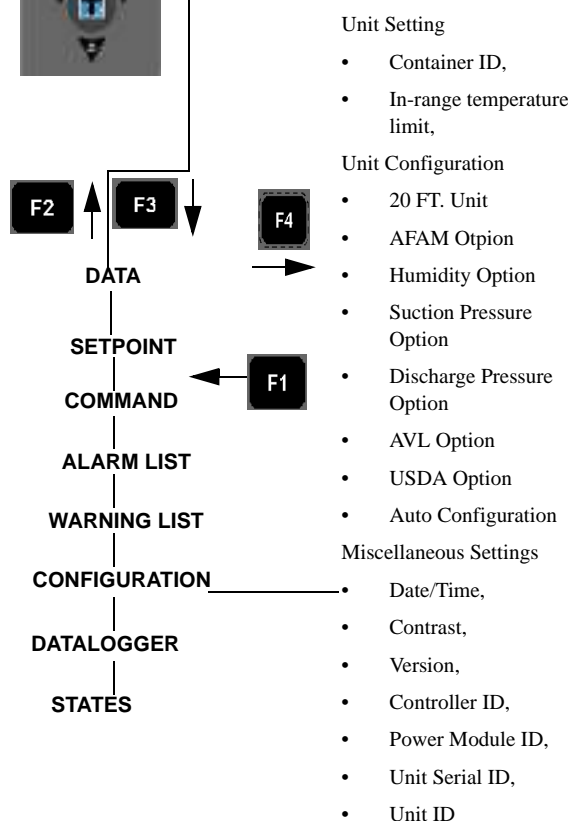 F2
F3
F4
DATA
SETPOINT
F1
COMMAND
ALARM LIST
WARNING LIST
CONFIGURATION
DATALOGGER
STATES
Unit Setting
• Container ID,
• In-range temperature
limit,
Unit Configuration
• 20 FT. Unit
• AFAM Otpion
• Humidity Option
• Suction Pressure
Option
• Discharge Pressure
Option
• AVL Option
• USDA Option
• Auto Configuration
Miscellaneous Settings
• Date/Time,
• Contrast,
• Version,
• Controller ID,
• Power Module ID,
• Unit Serial ID,
• Unit ID